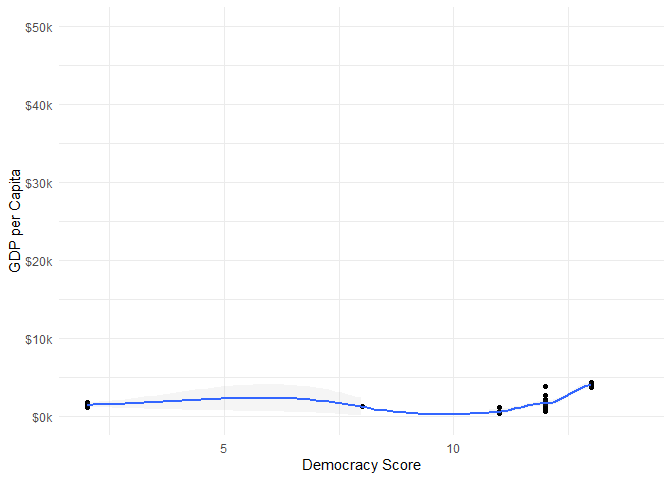 $50k
$40k
$30k
$20k
$10k
$0k
GDP per Capita
5
10
Democracy Score